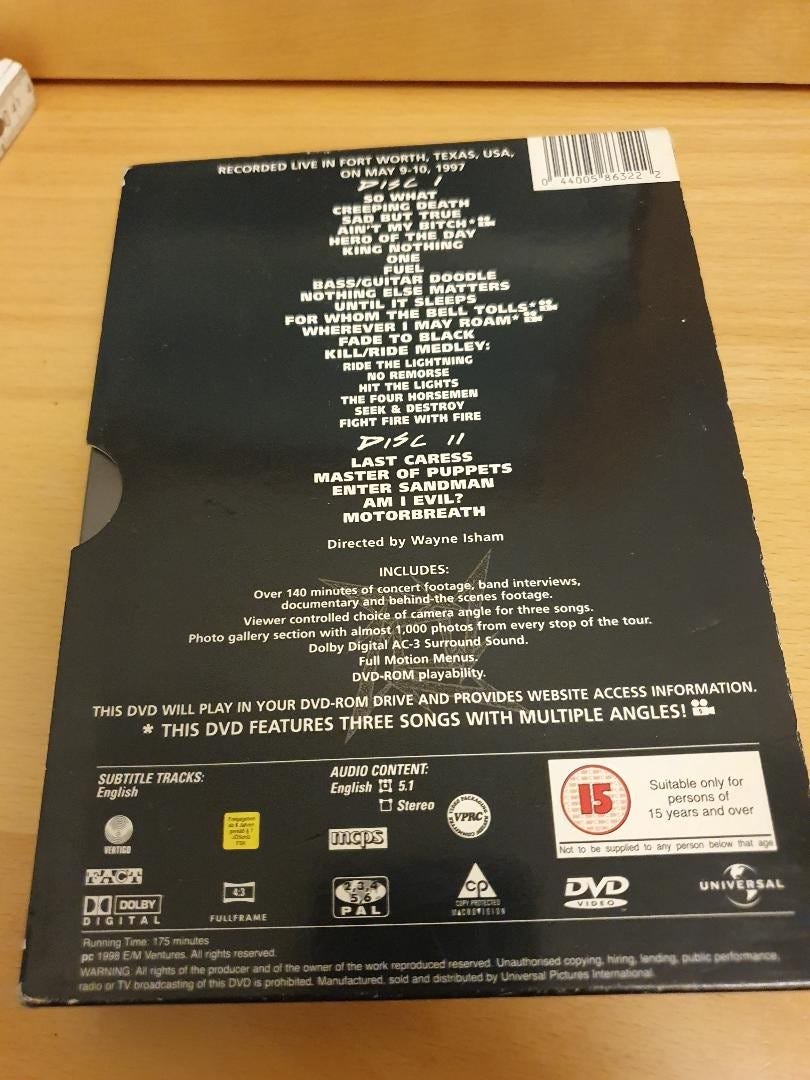 RECORDED LIVE IN FORT WORTH, TEXAS, USA,
ON MAY 9-10, 1997
0 44005 86322 2
DISC I
SO WHAT
CREEPING DEATH
SAD BUT TRUE
AIN'T MY BITCH*
HERO OF THE DAY
KING NOTHING
ONE
FUEL
BASS/GUITAR DOODLE
NOTHING ELSE MATTERS
UNTIL IT SLEEPS
FOR WHOM THE BELL TOLLS*
WHEREVER I MAY ROAM*
FADE TO BLACK
KILL/RIDE MEDLEY:
RIDE THE LIGHTNING
NO REMORSE
HIT THE LIGHTS
THE FOUR HORSEMEN
SEEK & DESTROY
FIGHT FIRE WITH FIRE
DISC II
LAST CARESS
MASTER OF PUPPETS
ENTER SANDMAN
AM I EVIL?
MOTORBREATH
Directed by Wayne Isham
INCLUDES:
Over 140 minutes of concert footage, band interviews,
documentary and behind-the scenes footage.
Viewer controlled choice of camera angle for three songs.
Photo gallery section with almost 1,000 photos from every stop of the tour.
Dolby Digital AC-3 Surround Sound.
Full Motion Menus.
DVD-ROM playability.
THIS DVD WILL PLAY IN YOUR DVD-ROM DRIVE AND PROVIDES WEBSITE ACCESS INFORMATION.
* THIS DVD FEATURES THREE SONGS WITH MULTIPLE ANGLES!
SUBTITLE TRACKS:
English
AUDIO CONTENT:
English 5.1
Stereo
15
Suitable only for
persons of
15 years and over
Not to be supplied to any person below that age
VERTIGO
mcps
VPRC
FACT
DOLBY
DIGITAL
4:3
FULLFRAME
2,3,4
5,6
PAL
CP
COPY PROTECTED
MACROVISION
DVD
VIDEO
UNIVERSAL
Running Time: 175 minutes
pc 1998 E/M Ventures. All rights reserved.
WARNING: All rights of the producer and of the owner of the work reproduced reserved. Unauthorised copying, hiring, lending, public performance,
radio or TV broadcasting of this DVD is prohibited. Manufactured, sold and distributed by Universal Pictures International.